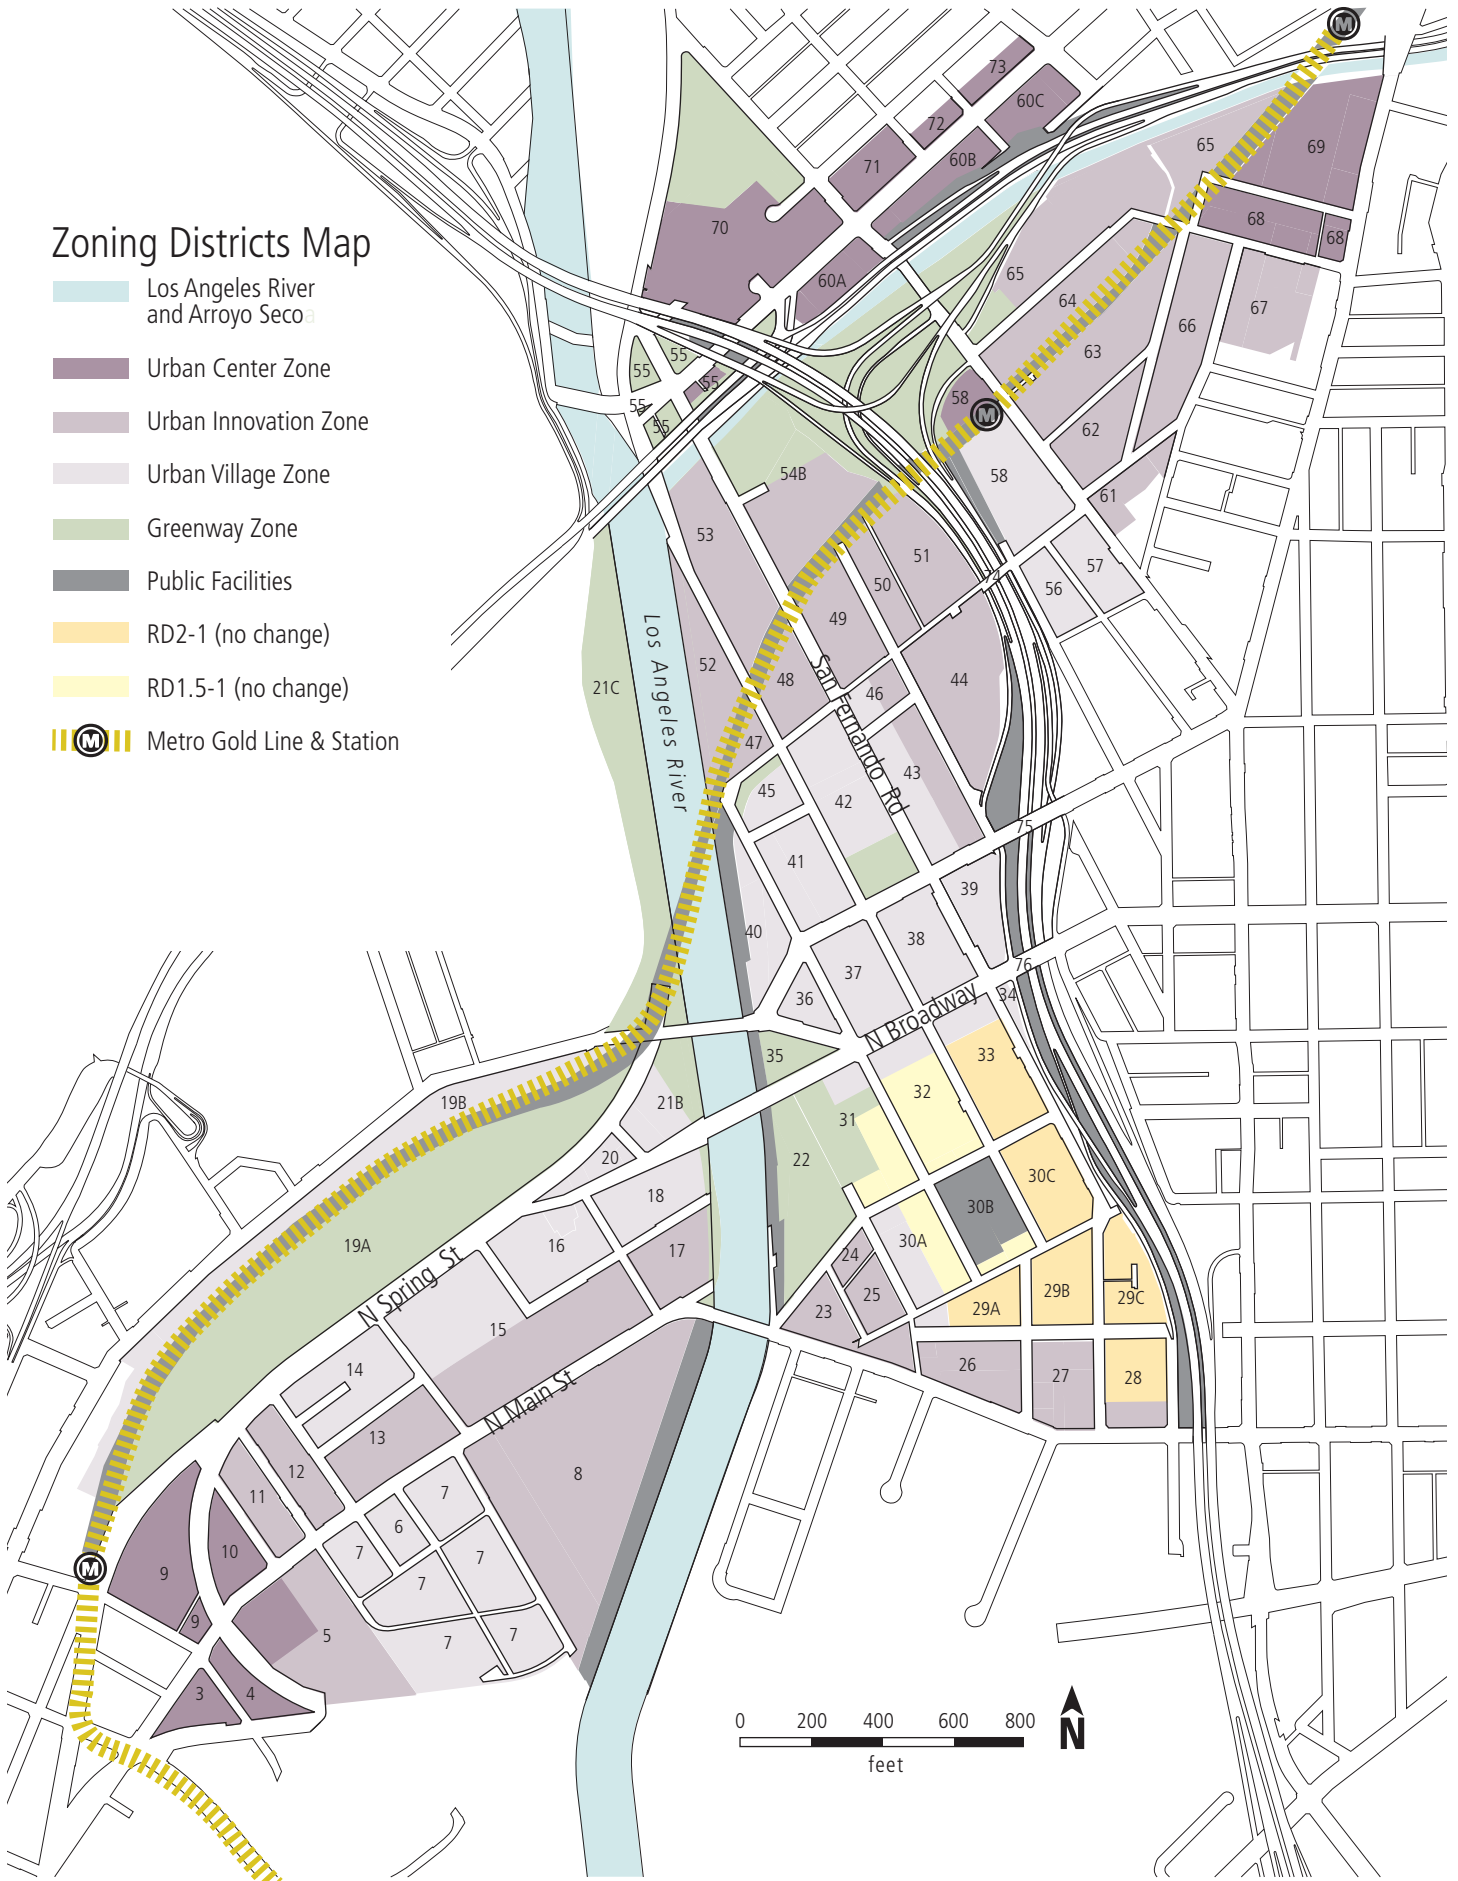 Zoning Districts Map
Los Angeles River
and Arroyo Secoa
Urban Center Zone
Urban Innovation Zone
Urban Village Zone
Greenway Zone
Public Facilities
RD2-1 (no change)
RD1.5-1 (no change)
M
Metro Gold Line & Station
M
73
60C
72
71
60B
65
69
70
68
68
60A
65
64
67
66
63
55
55
55
55
55
58
M
62
54B
58
61
53
51
57
50
74
56
49
Los Angeles River
San Fernando Rd
52
48
44
46
21C
47
43
45
42
75
41
39
40
38
76
37
36
34
N Broadway
35
33
32
19B
21B
31
20
22
30C
18
30B
30A
19A
16
17
24
N Spring St
25
29B
29C
23
29A
15
14
26
27
28
N Main St
13
12
8
11
7
6
10
7
7
9
7
9
5
7
7
3
4
M
0 200 400 600 800
feet
N